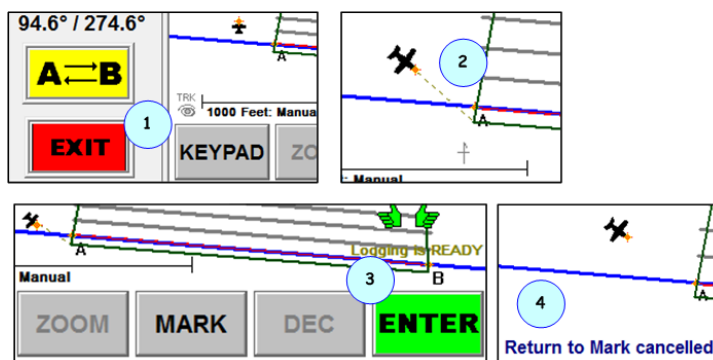 94.6° / 274.6°
A⇄B
EXIT
1
A
TRK
1000 Feet: Manua
KEYPAD
ZO
2
A
: Manual
A
Logging is READY
B
Manual
3
ZOOM
MARK
DEC
ENTER
A
4
Return to Mark cancelled